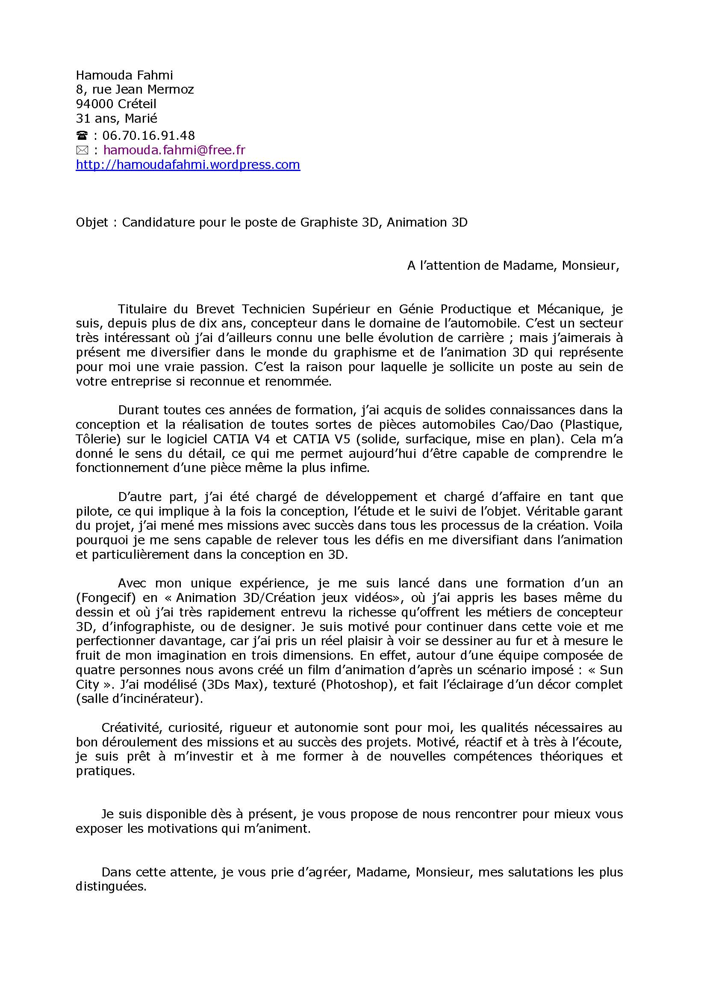 Hamouda Fahmi
8, rue Jean Mermoz
94000 Créteil
31 ans, Marié
☎ : 06.70.16.91.48
✉ : hamouda.fahmi@free.fr
http://hamoudafahmi.wordpress.com
Objet : Candidature pour le poste de Graphiste 3D, Animation 3D
A l’attention de Madame, Monsieur,
Titulaire du Brevet Technicien Supérieur en Génie Productique et Mécanique, je
suis, depuis plus de dix ans, concepteur dans le domaine de l’automobile. C’est un secteur
très intéressant où j’ai d’ailleurs connu une belle évolution de carrière ; mais j’aimerais à
présent me diversifier dans le monde du graphisme et de l’animation 3D qui représente
pour moi une vraie passion. C’est la raison pour laquelle je sollicite un poste au sein de
votre entreprise si reconnue et renommée.
Durant toutes ces années de formation, j’ai acquis de solides connaissances dans la
conception et la réalisation de toutes sortes de pièces automobiles Cao/Dao (Plastique,
Tôlerie) sur le logiciel CATIA V4 et CATIA V5 (solide, surfacique, mise en plan). Cela m’a
donné le sens du détail, ce qui me permet aujourd’hui d’être capable de comprendre le
fonctionnement d’une pièce même la plus infime.
D’autre part, j’ai été chargé de développement et chargé d’affaire en tant que
pilote, ce qui implique à la fois la conception, l’étude et le suivi de l’objet. Véritable garant
du projet, j’ai mené mes missions avec succès dans tous les processus de la création. Voila
pourquoi je me sens capable de relever tous les défis en me diversifiant dans l’animation
et particulièrement dans la conception en 3D.
Avec mon unique expérience, je me suis lancé dans une formation d’un an
(Fongecif) en « Animation 3D/Création jeux vidéos», où j’ai appris les bases même du
dessin et où j’ai très rapidement entrevu la richesse qu’offrent les métiers de concepteur
3D, d’infographiste, ou de designer. Je suis motivé pour continuer dans cette voie et me
perfectionner davantage, car j’ai pris un réel plaisir à voir se dessiner au fur et à mesure le
fruit de mon imagination en trois dimensions. En effet, autour d’une équipe composée de
quatre personnes nous avons créé un film d’animation d’après un scénario imposé : « Sun
City ». J’ai modélisé (3Ds Max), texturé (Photoshop), et fait l’éclairage d’un décor complet
(salle d’incinérateur).
Créativité, curiosité, rigueur et autonomie sont pour moi, les qualités nécessaires au
bon déroulement des missions et au succès des projets. Motivé, réactif et à très à l’écoute,
je suis prêt à m’investir et à me former à de nouvelles compétences théoriques et
pratiques.
Je suis disponible dès à présent, je vous propose de nous rencontrer pour mieux vous
exposer les motivations qui m’animent.
Dans cette attente, je vous prie d’agréer, Madame, Monsieur, mes salutations les plus
distinguées.